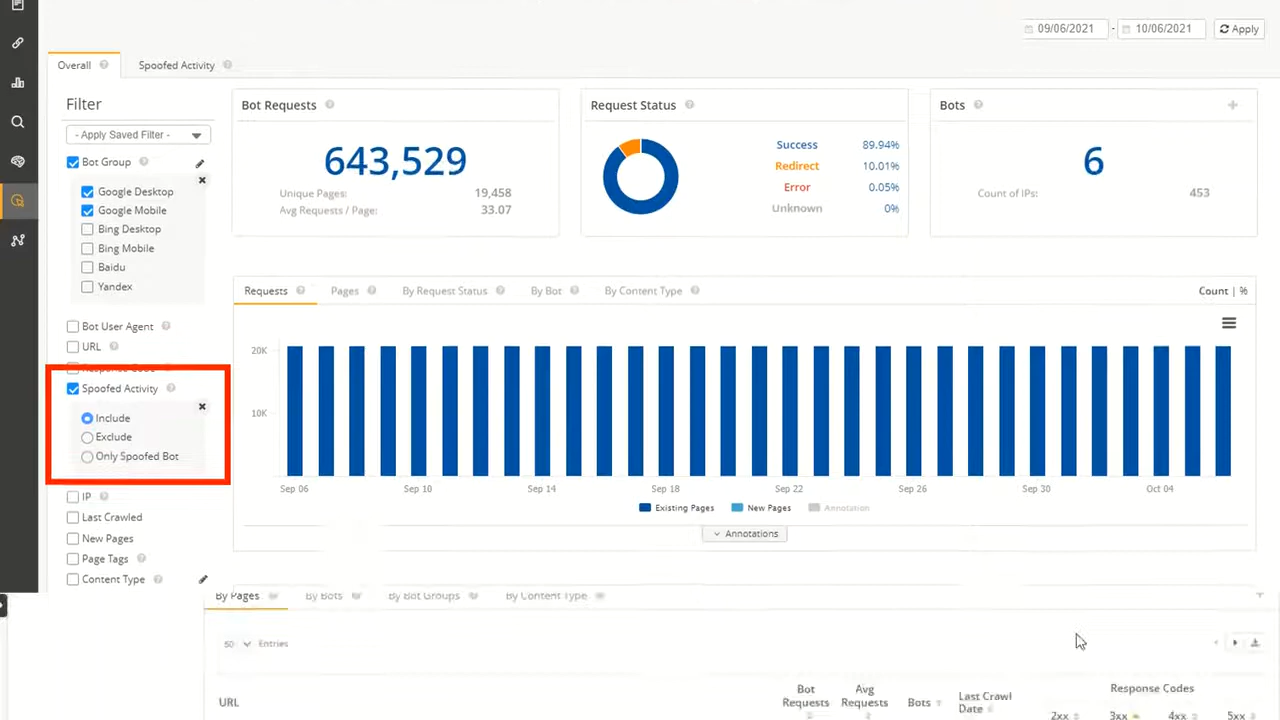 09/06/2021 - 10/06/2021 Apply
Overall Spoofed Activity
Filter
- Apply Saved Filter -
Bot Group
Google Desktop
Google Mobile
Bing Desktop
Bing Mobile
Baidu
Yandex
Bot User Agent
URL
Response Code
Spoofed Activity
Include
Exclude
Only Spoofed Bot
IP
Last Crawled
New Pages
Page Tags
Content Type
Bot Requests
643,529
Unique Pages: 19,458
Avg Requests / Page: 33.07
Request Status
Success 89.94%
Redirect 10.01%
Error 0.05%
Unknown 0%
Bots
6
Count of IPs: 453
Requests Pages By Request Status By Bot By Content Type Count | %
20K
10K
Sep 06 Sep 10 Sep 14 Sep 18 Sep 22 Sep 26 Sep 30 Oct 04
Existing Pages New Pages Annotation
Annotations
By Pages By Bots By Bot Groups By Content Type
50 Entries
URL Bot Requests Avg Requests Bots Last Crawl Date Response Codes
2xx 3xx 4xx 5xx